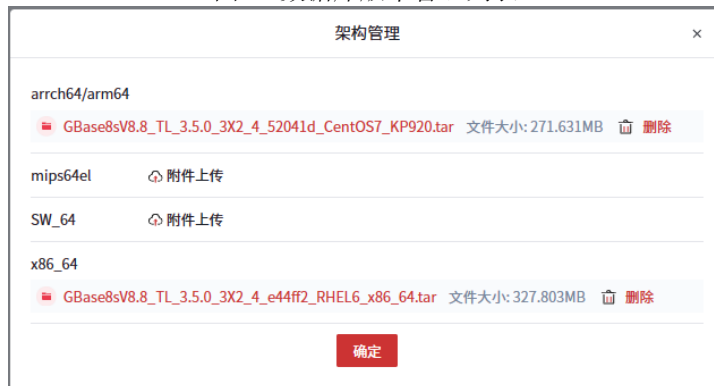 架构管理 ×
arrch64/arm64
GBase8sV8.8_TL_3.5.0_3X2_4_52041d_CentOS7_KP920.tar 文件大小: 271.631MB 删除
mips64el 附件上传
SW_64 附件上传
x86_64
GBase8sV8.8_TL_3.5.0_3X2_4_e44ff2_RHEL6_x86_64.tar 文件大小: 327.803MB 删除
确定